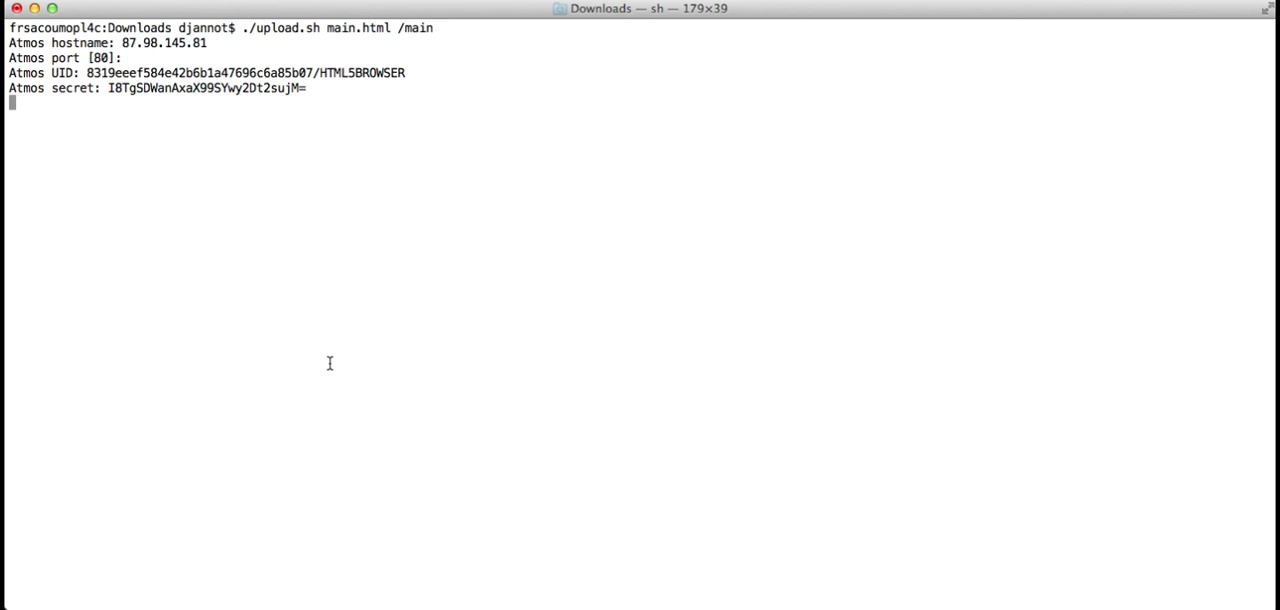 Downloads — sh — 179×39
frsacoumopl4c:Downloads djannot$ ./upload.sh main.html /main
Atmos hostname: 87.98.145.81
Atmos port [80]:
Atmos UID: 8319eeef584e42b6b1a47696c6a85b07/HTML5BROWSER
Atmos secret: I8TgSDWanAxaX99SYwy2Dt2sujM=